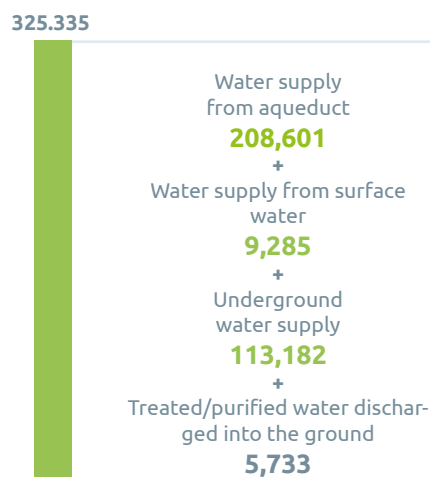 325.335
Water supply
from aqueduct
208,601
+
Water supply from surface
water
9,285
+
Underground
water supply
113,182
+
Treated/purified water dischar-
ged into the ground
5,733